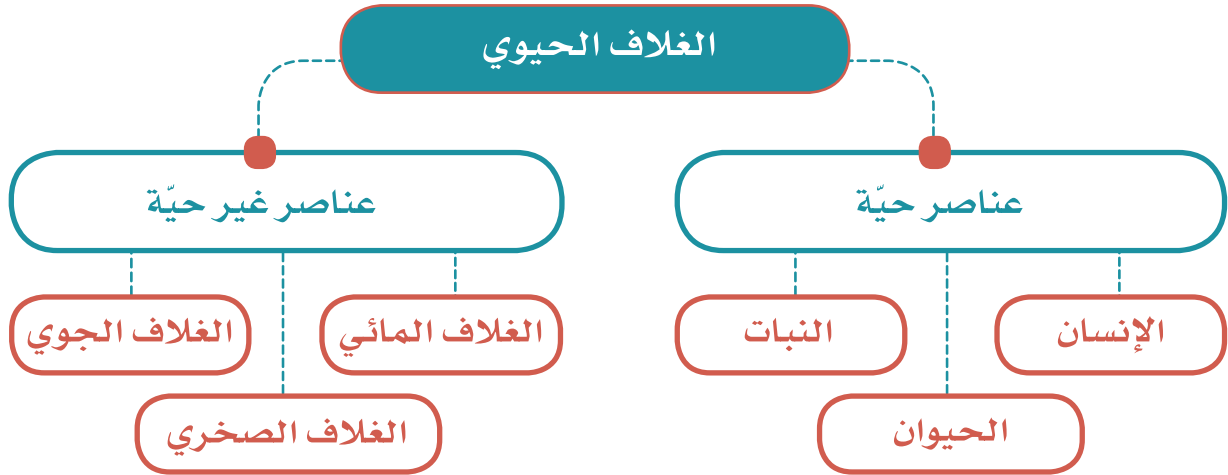 الغلاف الحيوي
عناصر حيّة
الإنسان
الحيوان
النبات
عناصر غير حيّة
الغلاف المائي
الغلاف الصخري
الغلاف الجوي